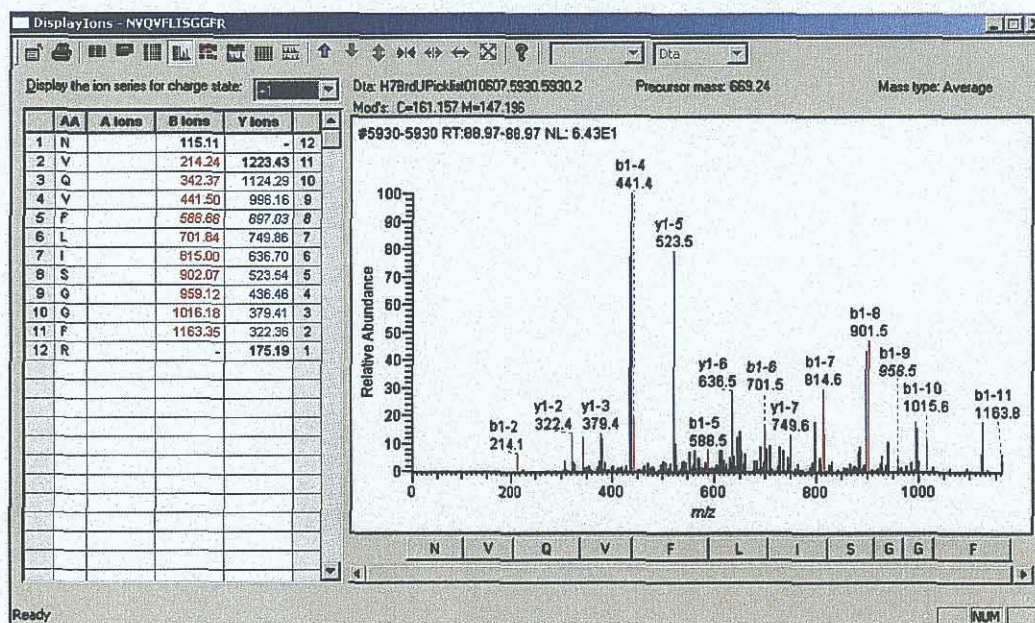 DisplayIons - NVQVFLISGGFR
Dta
Display the ion series for charge state: +1
Dta: H7BrdUPicklist010607.5930.5930.2 Precursor mass: 669.24 Mass type: Average
Mod's: C=161.157 M=147.196
AA A Ions B Ions Y Ions
1 N 115.11 - 12
2 V 214.24 1223.43 11
3 Q 342.37 1124.29 10
4 V 441.50 996.16 9
5 F 588.68 897.03 8
6 L 701.84 749.86 7
7 I 815.00 636.70 6
8 S 902.07 523.54 5
9 G 959.12 436.46 4
10 G 1016.18 379.41 3
11 F 1163.35 322.36 2
12 R - 175.19 1
#5930-5930 RT:88.97-88.97 NL: 6.43E1
Relative Abundance
100
90
80
70
60
50
40
30
20
10
0
b1-4
441.4
y1-5
523.5
b1-8
901.5
y1-6
636.5
b1-6
701.5
b1-7
814.6
b1-9
958.5
y1-2
322.4
y1-3
379.4
y1-7
749.6
b1-10
1015.6
b1-11
1163.8
b1-2
214.1
b1-5
588.5
0 200 400 600 800 1000
m/z
N V Q V F L I S G G F
Ready
NUM